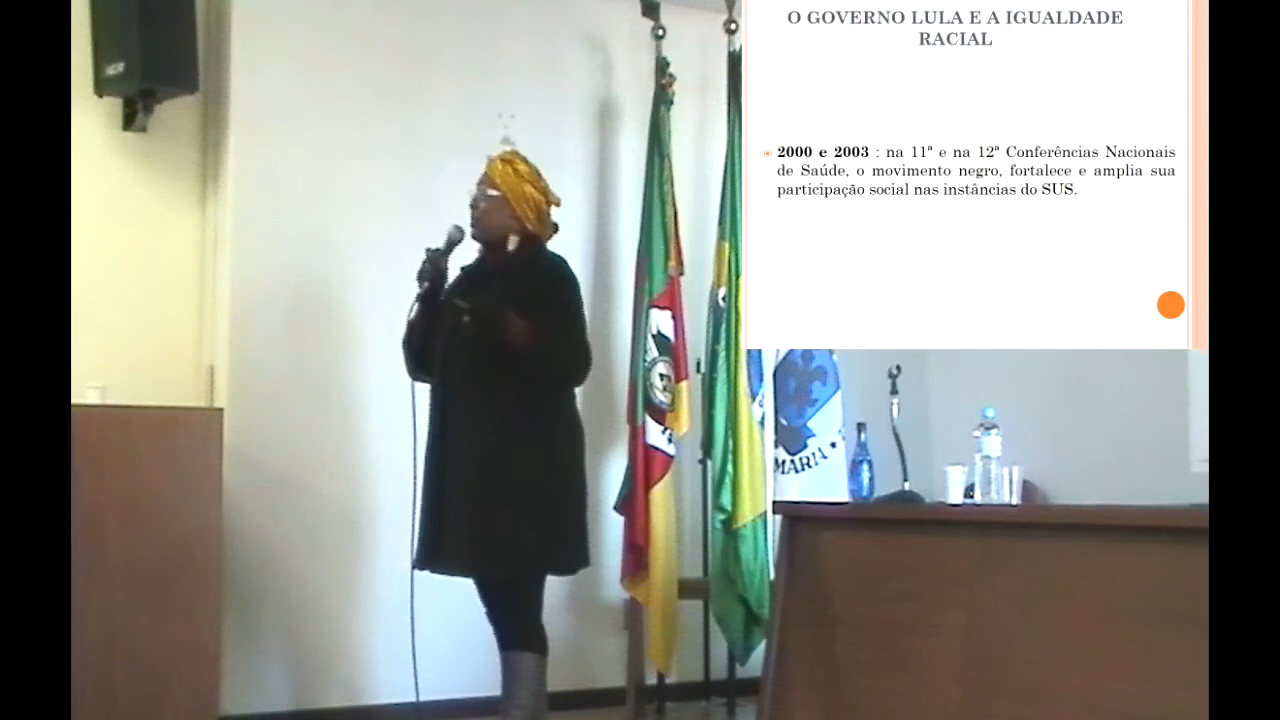 O GOVERNO LULA E A IGUALDADE
RACIAL
2000 e 2003 : na 11ª e na 12ª Conferências Nacionais
de Saúde, o movimento negro, fortalece e amplia sua
participação social nas instâncias do SUS.
MARIA